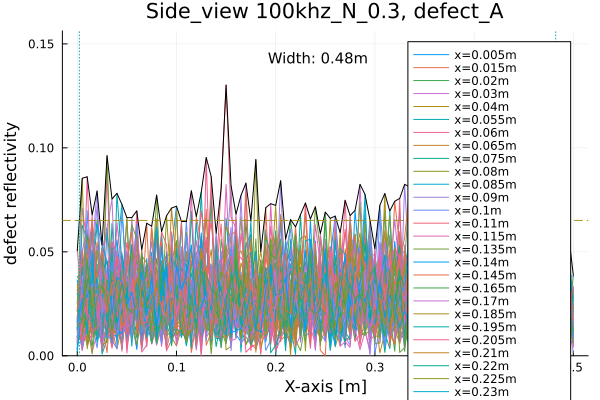 Side_view 100khz_N_0.3, defect_A
Width: 0.48m
defect reflectivity
0.15
0.10
0.05
0.00
0.0
0.1
0.2
0.3
.5
X-axis [m]
x=0.005m
x=0.015m
x=0.02m
x=0.03m
x=0.04m
x=0.055m
x=0.06m
x=0.065m
x=0.075m
x=0.08m
x=0.085m
x=0.09m
x=0.1m
x=0.11m
x=0.115m
x=0.135m
x=0.14m
x=0.145m
x=0.165m
x=0.17m
x=0.185m
x=0.195m
x=0.205m
x=0.21m
x=0.22m
x=0.225m
x=0.23m